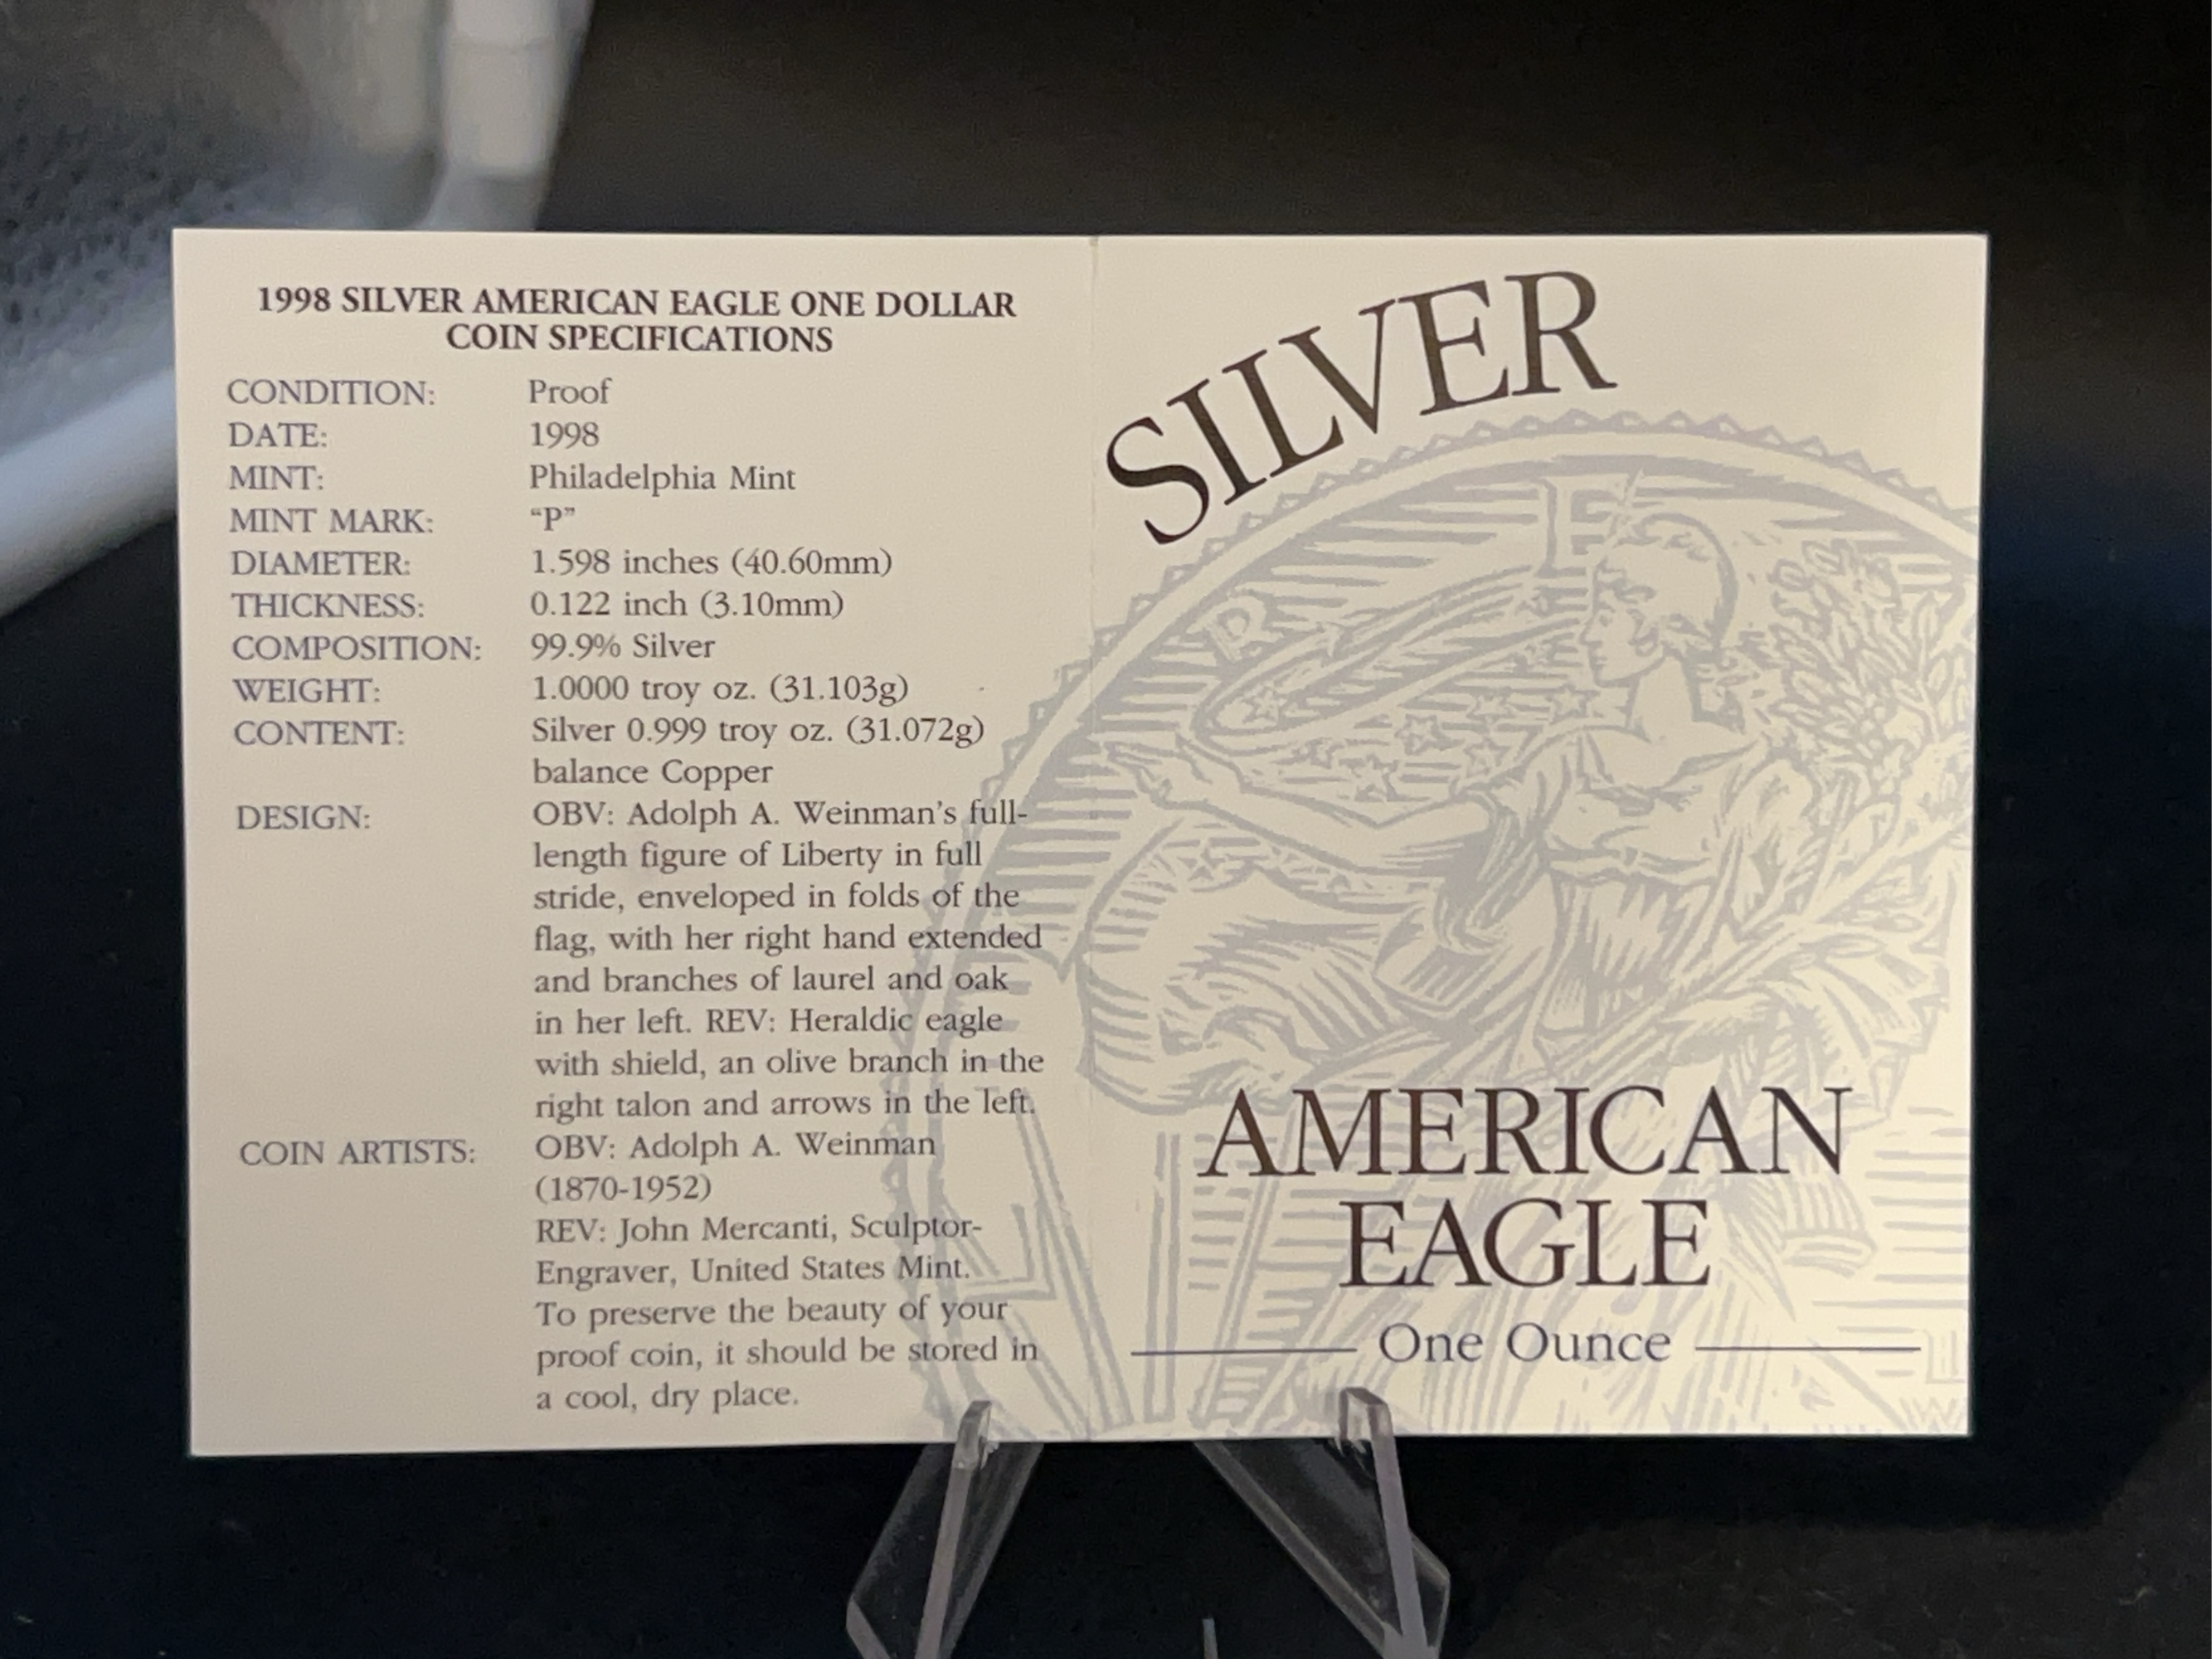 1998 SILVER AMERICAN EAGLE ONE DOLLAR
COIN SPECIFICATIONS
CONDITION: Proof
DATE: 1998
MINT: Philadelphia Mint
MINT MARK: “P”
DIAMETER: 1.598 inches (40.60mm)
THICKNESS: 0.122 inch (3.10mm)
COMPOSITION: 99.9% Silver
WEIGHT: 1.0000 troy oz. (31.103g)
CONTENT: Silver 0.999 troy oz. (31.072g)
balance Copper
DESIGN: OBV: Adolph A. Weinman’s full-
length figure of Liberty in full
stride, enveloped in folds of the
flag, with her right hand extended
and branches of laurel and oak
in her left. REV: Heraldic eagle
with shield, an olive branch in the
right talon and arrows in the left.
COIN ARTISTS: OBV: Adolph A. Weinman
(1870-1952)
REV: John Mercanti, Sculptor-
Engraver, United States Mint.
To preserve the beauty of your
proof coin, it should be stored in
a cool, dry place.
SILVER
AMERICAN
EAGLE
One Ounce